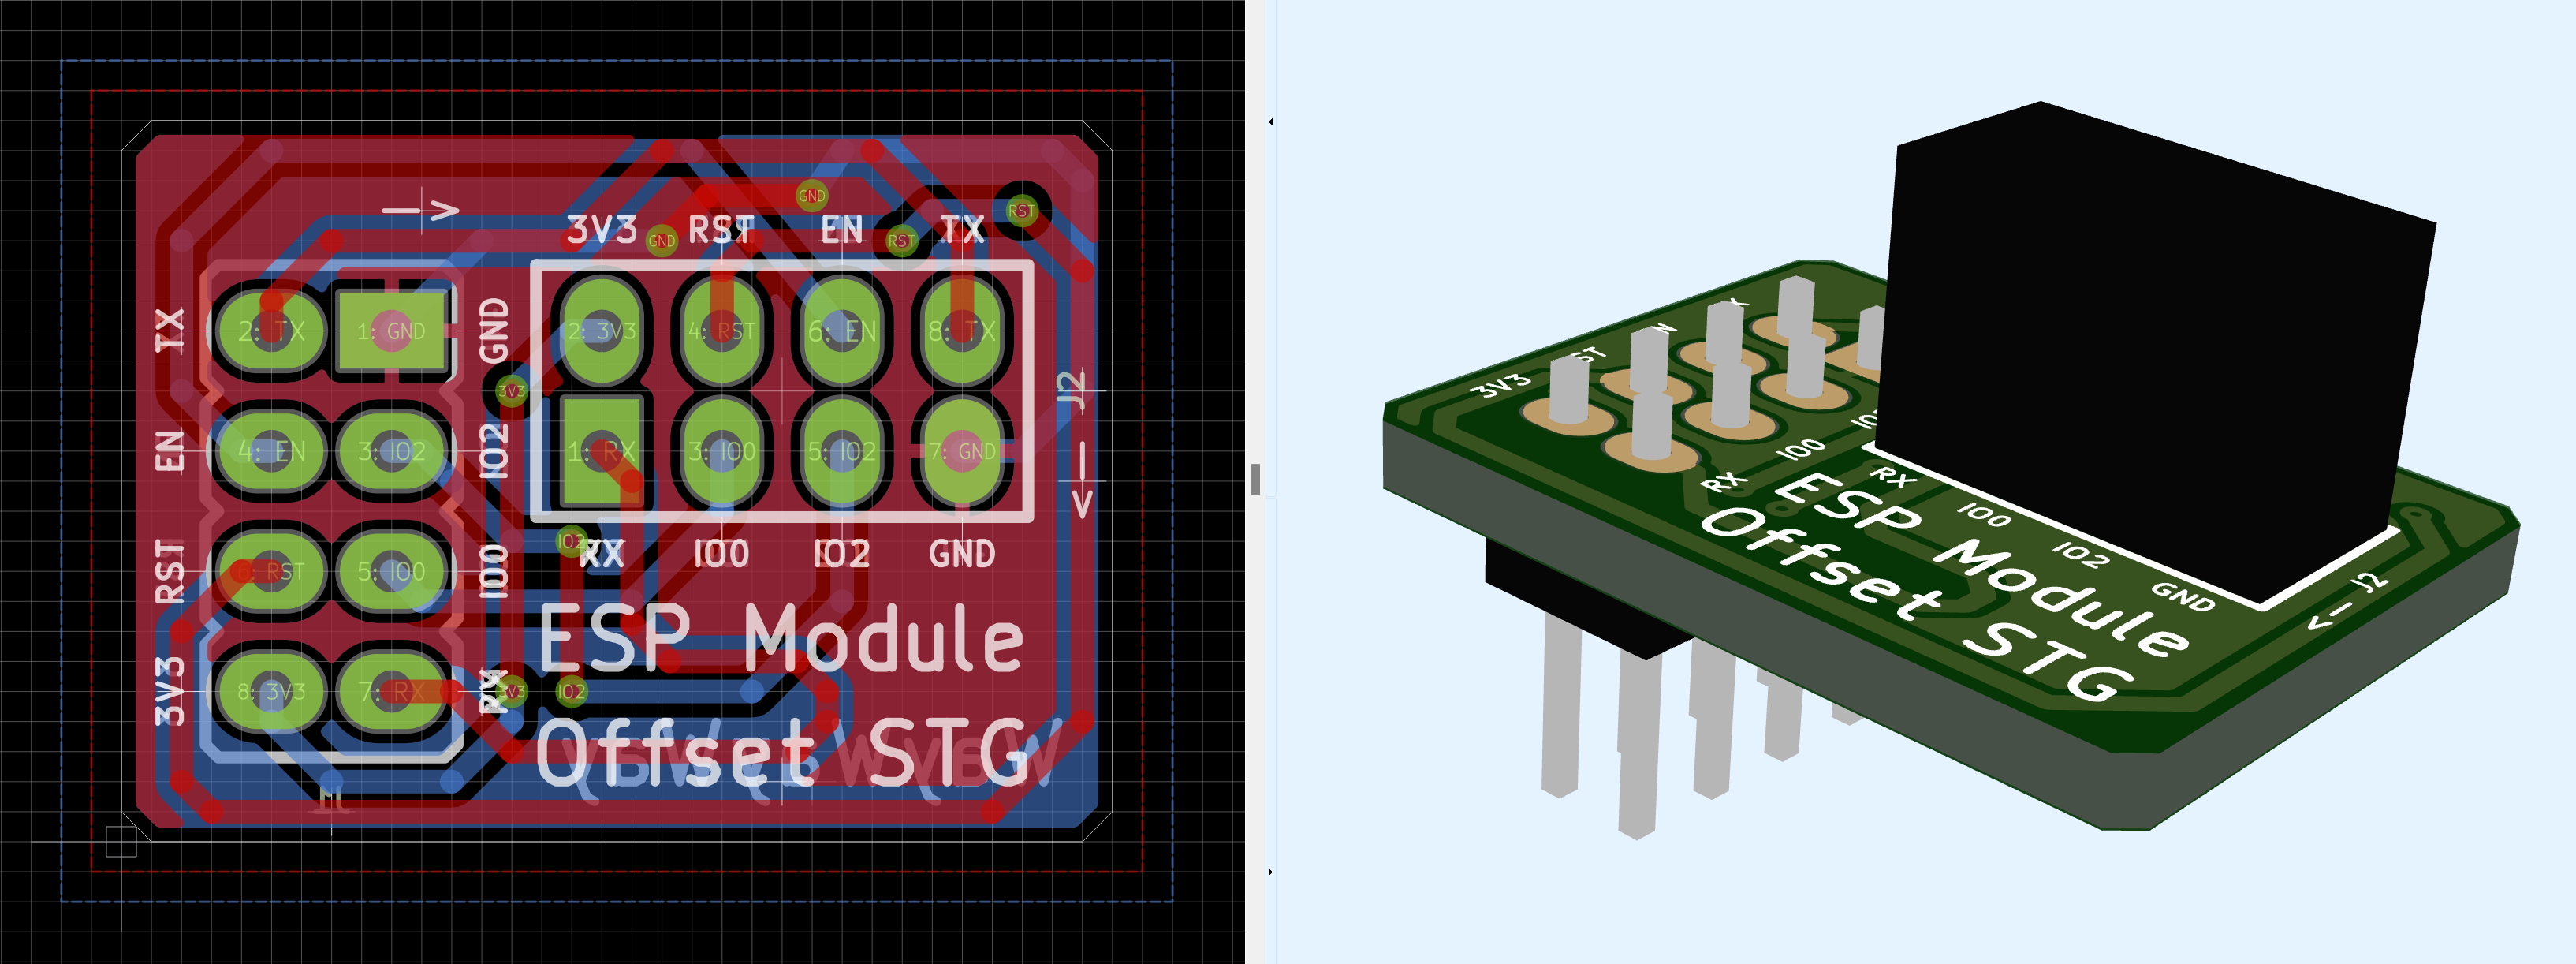 —>
GND
RST
3V3 RST EN TX
GND RST
TX
2: TX
1: GND
GND
2: 3V3
4: RST
6: EN
8: TX
3V3
J2
EN
4: EN
3: IO2
IO2
1: RX
3: IO0
5: IO2
7: GND
—>
IO2
RX IO0 IO2 GND
RST
6: RST
5: IO0
IO0
ESP Module
3V3
8: 3V3
7: RX
RX
3V3
IO2
Offset STG
J1
3V3
RX
IO0
RX
IO0
IO2
GND
J2
—>
ESP Module
Offset STG